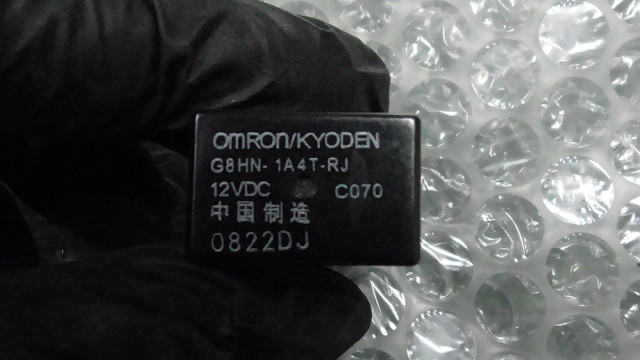 OMRON/KYODEN
G8HN-1A4T-RJ
12VDC C070
中国制造
0822DJ